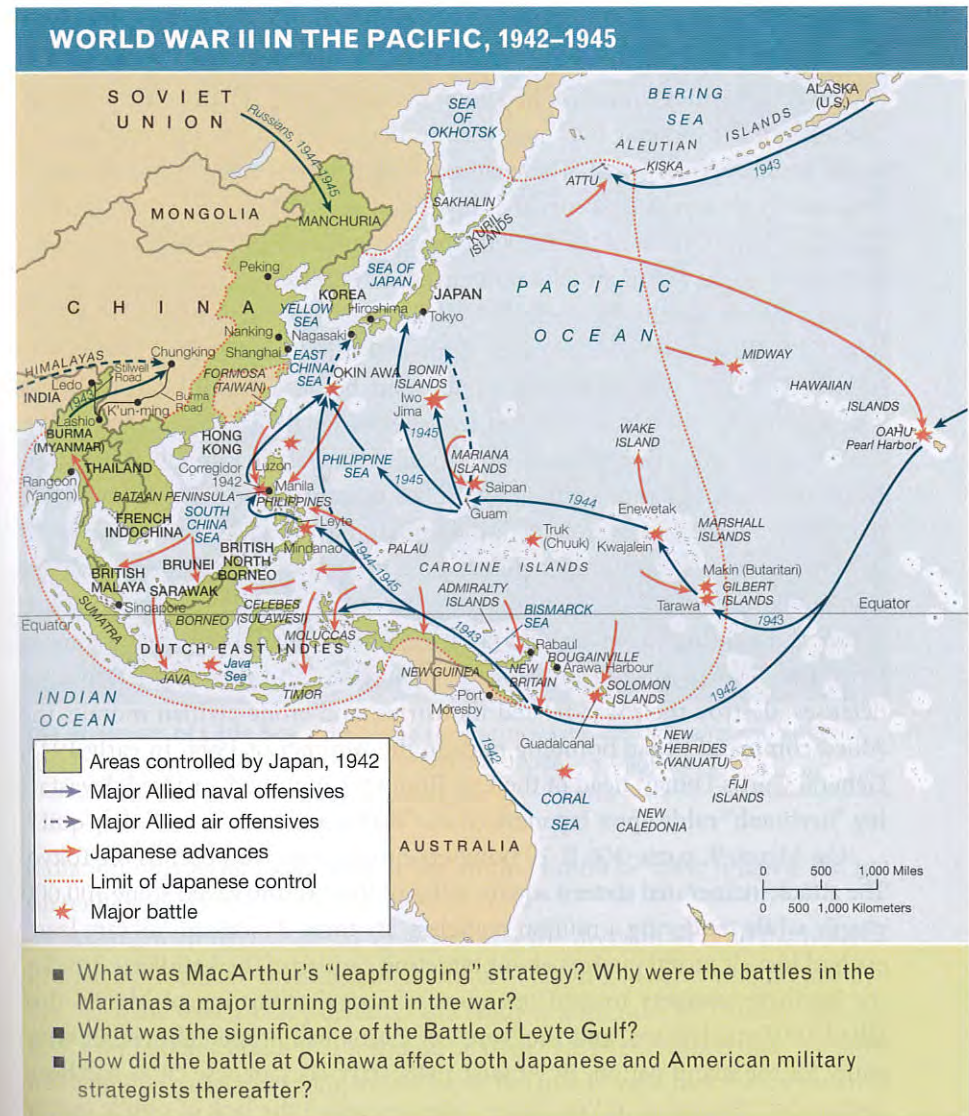 WORLD WAR II IN THE PACIFIC, 1942–1945
SOVIET
UNION
Russians, 1944–1945
SEA
OF
OKHOTSK
BERING
SEA
ALASKA
(U.S.)
ALEUTIAN
ISLANDS
KISKA
ATTU
1943
MONGOLIA
MANCHURIA
SAKHALIN
KURIL
ISLANDS
Peking
SEA OF
JAPAN
KOREA
JAPAN
PACIFIC
OCEAN
CHINA
YELLOW
SEA
Hiroshima
Tokyo
Nanking
Nagasaki
Shanghai
EAST
CHINA
SEA
HIMALAYAS
Chungking
Stilwell
Road
Ledo
INDIA
1943
Burma
Road
K'un-ming
Lashio
FORMOSA
(TAIWAN)
OKIN AWA
BONIN
ISLANDS
Iwo
Jima
MIDWAY
HAWAIIAN
ISLANDS
OAHU
Pearl Harbor
BURMA
(MYANMAR)
HONG
KONG
1945
WAKE
ISLAND
THAILAND
Corregidor
1942
Luzon
PHILIPPINE
SEA
1945
MARIANA
ISLANDS
Saipan
Rangoon
(Yangon)
BATAAN PENINSULA
Manila
PHILIPPINES
Guam
1944
Enewetak
SOUTH
CHINA
SEA
FRENCH
INDOCHINA
Leyte
Truk
(Chuuk)
Kwajalein
MARSHALL
ISLANDS
BRITISH
NORTH
BORNEO
Mindanao
1944–1945
PALAU
CAROLINE ISLANDS
BRUNEI
BRITISH
MALAYA
SARAWAK
Makin (Butaritari)
GILBERT
ISLANDS
Tarawa
Singapore
CELEBES
(SULAWESI)
ADMIRALTY
ISLANDS
BISMARCK
SEA
Equator
Equator
SUMATRA
BORNEO
MOLUCCAS
1943
1943
DUTCH EAST INDIES
Rabaul
BOUGAINVILLE
Arawa Harbour
Java
Sea
NEW GUINEA
NEW
BRITAIN
JAVA
TIMOR
Port
Moresby
SOLOMON
ISLANDS
1942
INDIAN
OCEAN
1942
Guadalcanal
NEW
HEBRIDES
(VANUATU)
FIJI
ISLANDS
CORAL
SEA
NEW
CALEDONIA
AUSTRALIA
Areas controlled by Japan, 1942
Major Allied naval offensives
Major Allied air offensives
Japanese advances
Limit of Japanese control
Major battle
0 500 1,000 Miles
0 500 1,000 Kilometers
■ What was MacArthur's “leapfrogging” strategy? Why were the battles in the
Marianas a major turning point in the war?
■ What was the significance of the Battle of Leyte Gulf?
■ How did the battle at Okinawa affect both Japanese and American military
strategists thereafter?